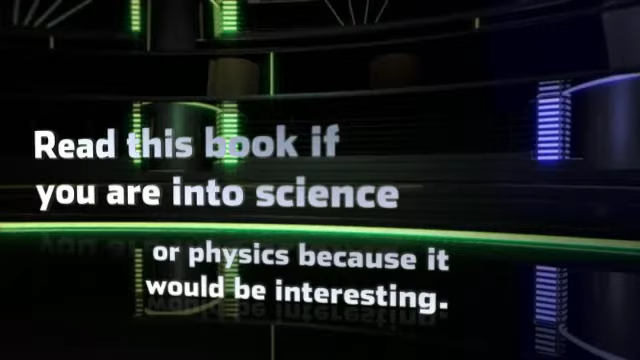 Read this book if
you are into science
or physics because it
would be interesting.